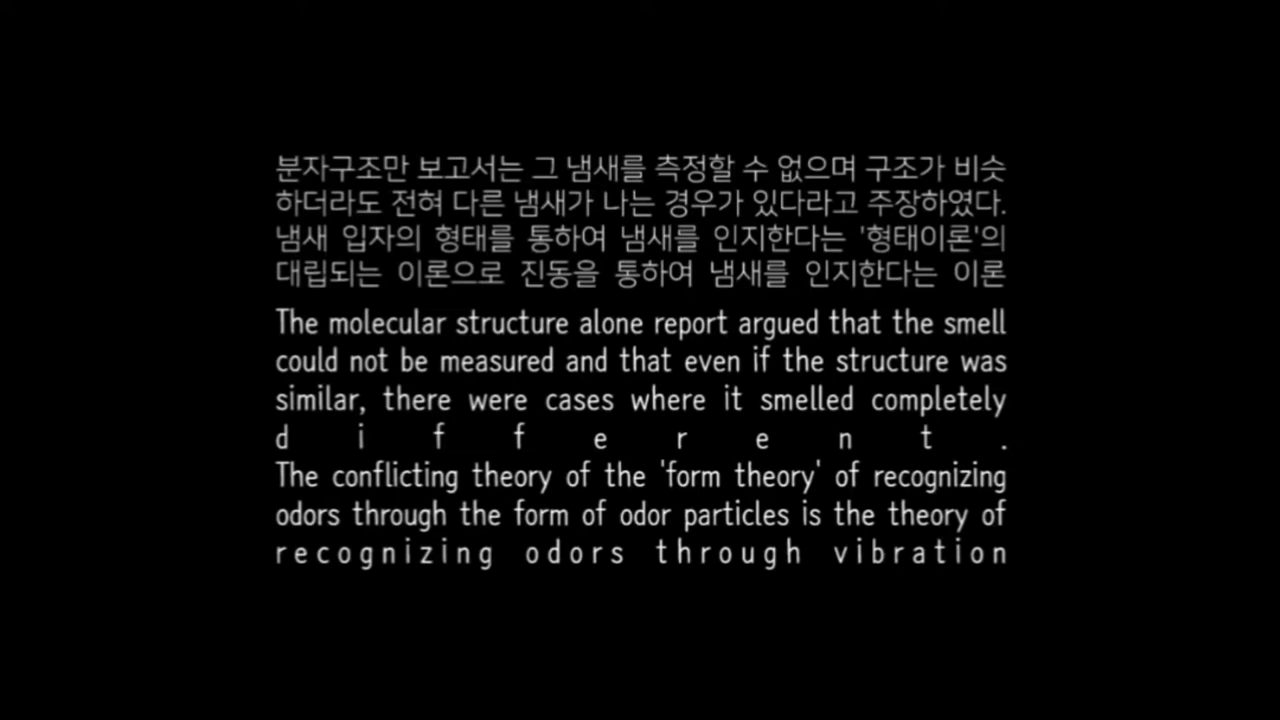 분자구조만 보고서는 그 냄새를 측정할 수 없으며 구조가 비슷
하더라도 전혀 다른 냄새가 나는 경우가 있다라고 주장하였다.
냄새 입자의 형태를 통하여 냄새를 인지한다는 '형태이론'의
대립되는 이론으로 진동을 통하여 냄새를 인지한다는 이론
The molecular structure alone report argued that the smell
could not be measured and that even if the structure was
similar, there were cases where it smelled completely
d i f f e r e n t .
The conflicting theory of the 'form theory' of recognizing
odors through the form of odor particles is the theory of
recognizing odors through vibration